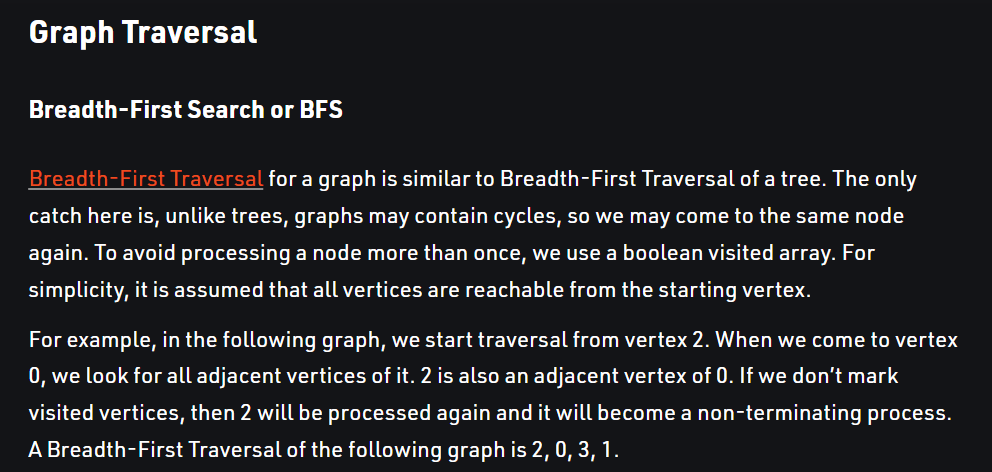 Graph Traversal
Breadth-First Search or BFS
Breadth-First Traversal for a graph is similar to Breadth-First Traversal of a tree. The only
catch here is, unlike trees, graphs may contain cycles, so we may come to the same node
again. To avoid processing a node more than once, we use a boolean visited array. For
simplicity, it is assumed that all vertices are reachable from the starting vertex.
For example, in the following graph, we start traversal from vertex 2. When we come to vertex
0, we look for all adjacent vertices of it. 2 is also an adjacent vertex of 0. If we don’t mark
visited vertices, then 2 will be processed again and it will become a non-terminating process.
A Breadth-First Traversal of the following graph is 2, 0, 3, 1.